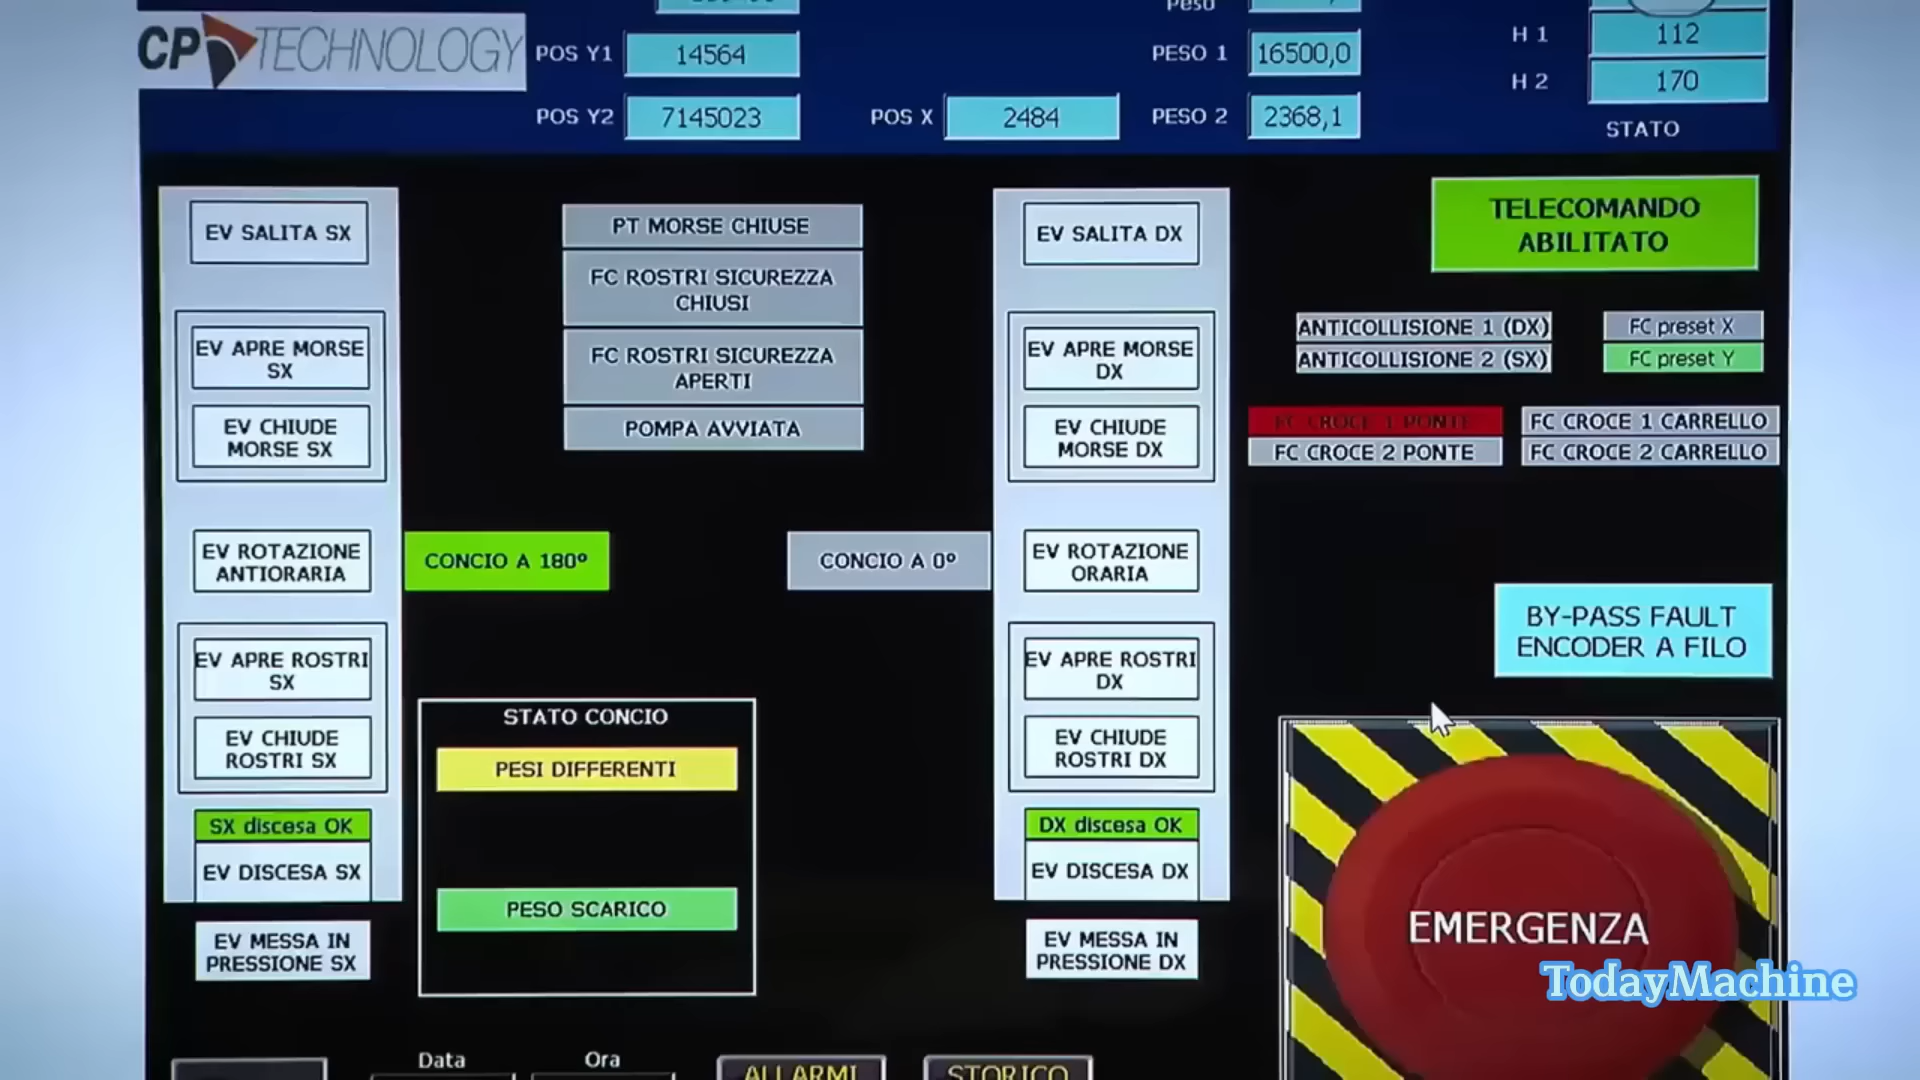 CP TECHNOLOGY
POS Y1
14564
POS Y2
7145023
POS X
2484
Peso
PESO 1
16500,0
PESO 2
2368,1
H 1
112
H 2
170
STATO
EV SALITA SX
EV APRE MORSE
SX
EV CHIUDE
MORSE SX
EV ROTAZIONE
ANTIORARIA
EV APRE ROSTRI
SX
EV CHIUDE
ROSTRI SX
SX discesa OK
EV DISCESA SX
EV MESSA IN
PRESSIONE SX
PT MORSE CHIUSE
FC ROSTRI SICUREZZA
CHIUSI
FC ROSTRI SICUREZZA
APERTI
POMPA AVVIATA
CONCIO A 180°
CONCIO A 0°
STATO CONCIO
PESI DIFFERENTI
PESO SCARICO
EV SALITA DX
EV APRE MORSE
DX
EV CHIUDE
MORSE DX
EV ROTAZIONE
ORARIA
EV APRE ROSTRI
DX
EV CHIUDE
ROSTRI DX
DX discesa OK
EV DISCESA DX
EV MESSA IN
PRESSIONE DX
TELECOMANDO
ABILITATO
ANTICOLLISIONE 1 (DX)
ANTICOLLISIONE 2 (SX)
FC preset X
FC preset Y
FC CROCE 1 PONTE
FC CROCE 2 PONTE
FC CROCE 1 CARRELLO
FC CROCE 2 CARRELLO
BY-PASS FAULT
ENCODER A FILO
EMERGENZA
TodayMachine
Data
Ora
ALLARMI
STORICO